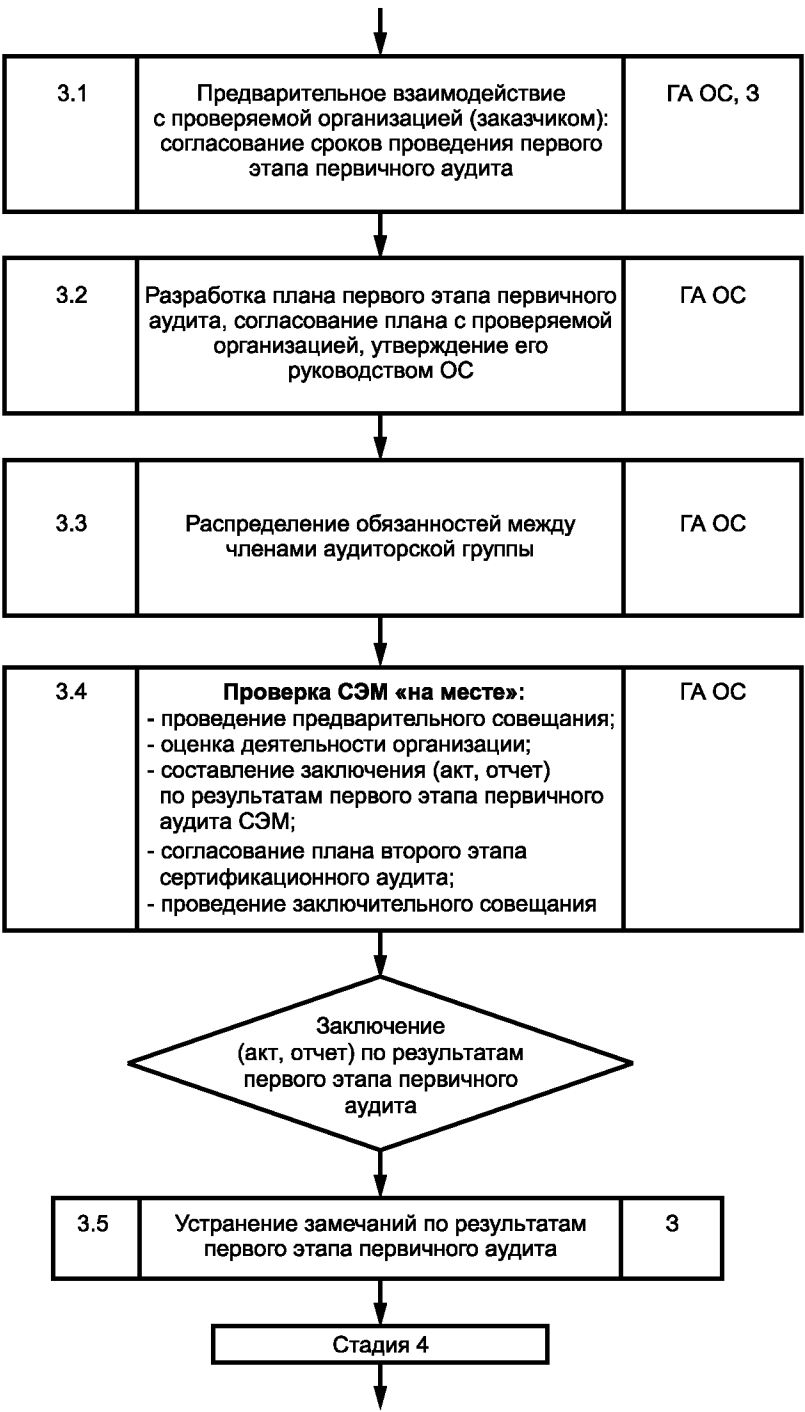 3.1
Предварительное взаимодействие
с проверяемой организацией (заказчиком):
согласование сроков проведения первого
этапа первичного аудита
ГА ОС, З
3.2
Разработка плана первого этапа первичного
аудита, согласование плана с проверяемой
организацией, утверждение его
руководством ОС
ГА ОС
3.3
Распределение обязанностей между
членами аудиторской группы
ГА ОС
3.4
Проверка СЭМ «на месте»:
- проведение предварительного совещания;
- оценка деятельности организации;
- составление заключения (акт, отчет)
по результатам первого этапа первичного
аудита СЭМ;
- согласование плана второго этапа
сертификационного аудита;
- проведение заключительного совещания
ГА ОС
Заключение
(акт, отчет) по результатам
первого этапа первичного
аудита
3.5
Устранение замечаний по результатам
первого этапа первичного аудита
З
Стадия 4